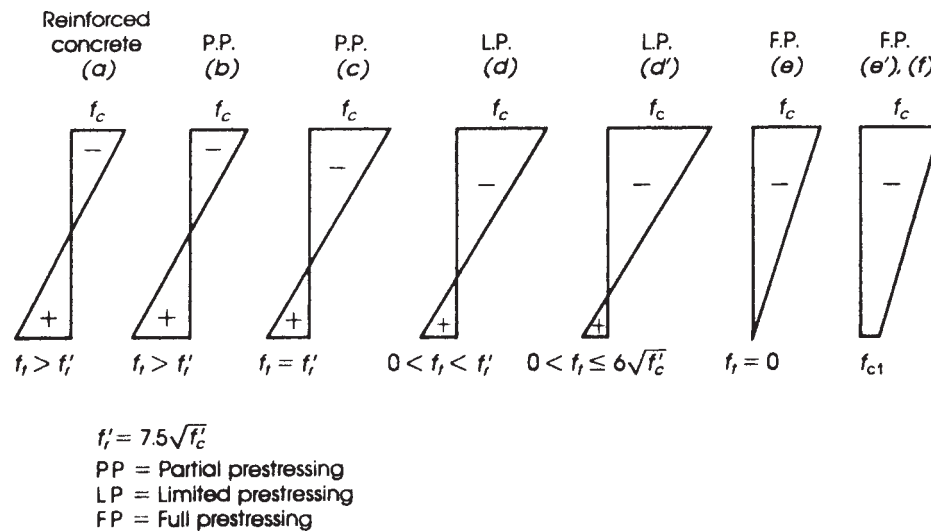 Reinforced
concrete P.P. P.P. L.P. L.P. F.P. F.P.
(a) (b) (c) (d) (d') (e) (e'), (f)
f_c f_c f_c f_c f_c f_c f_c
− − − − − − −
+ + + + +
f_t > f_r' f_t > f_r' f_t = f_r' 0 < f_t < f_r' 0 < f_t ≤ 6√f_c' f_t = 0 f_c1
f_r' = 7.5√f_c'
PP = Partial prestressing
LP = Limited prestressing
FP = Full prestressing